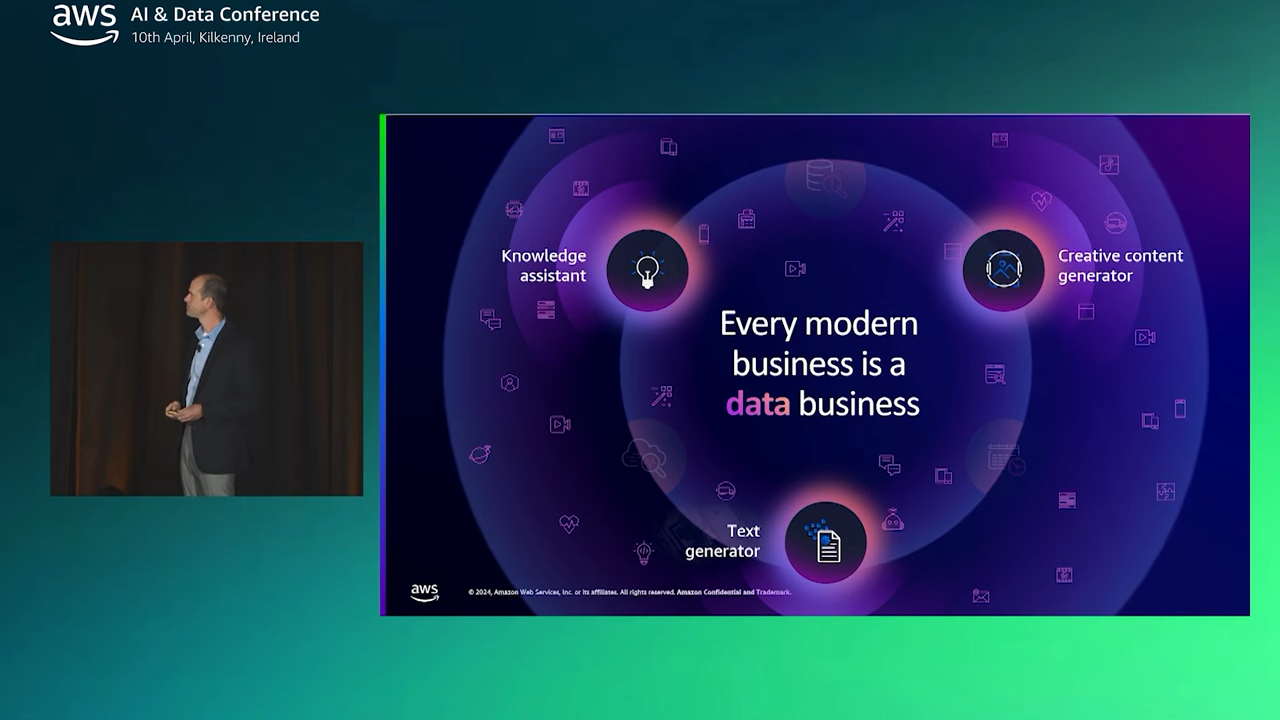 aws
AI & Data Conference
10th April, Kilkenny, Ireland
Knowledge
assistant
Creative content
generator
Every modern
business is a
data business
Text
generator
aws
© 2024, Amazon Web Services, Inc. or its affiliates. All rights reserved. Amazon Confidential and Trademark.